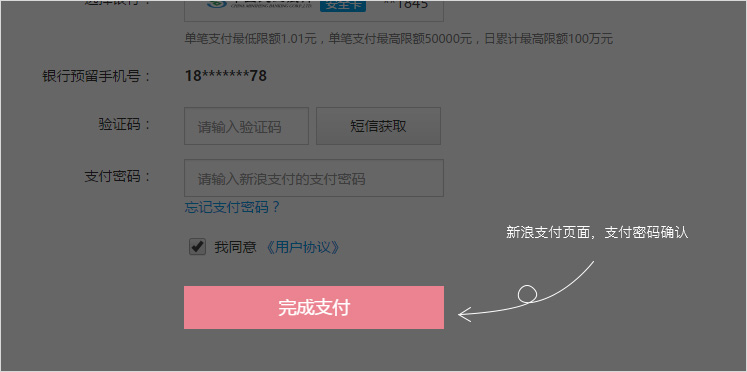 安全卡 **1845
单笔支付最低限额1.01元，单笔支付最高限额50000元，日累计最高限额100万元
银行预留手机号： 18*******78
验证码： 请输入验证码 短信获取
支付密码： 请输入新浪支付的支付密码
忘记支付密码？
我同意 《用户协议》
新浪支付页面，支付密码确认
完成支付